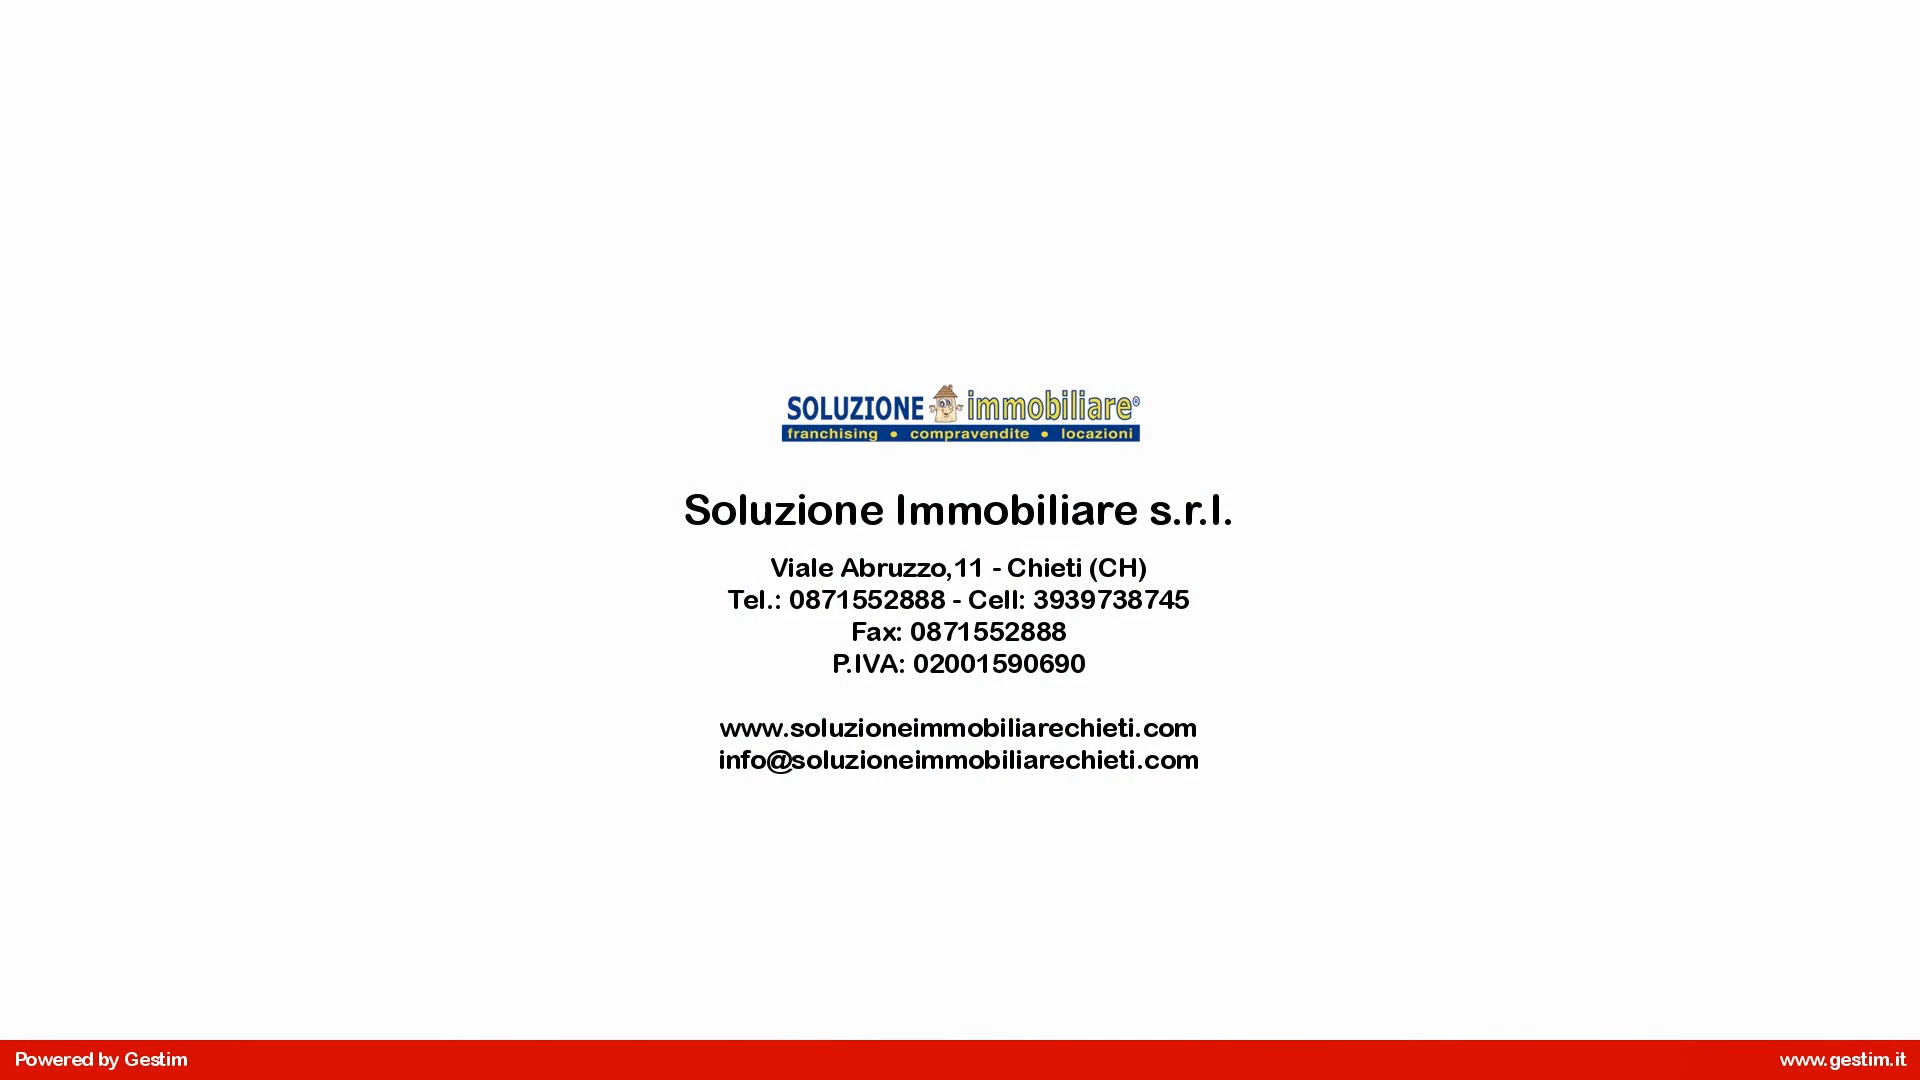 SOLUZIONE immobiliare®
franchising • compravendite • locazioni
Soluzione Immobiliare s.r.l.
Viale Abruzzo,11 - Chieti (CH)
Tel.: 0871552888 - Cell: 3939738745
Fax: 0871552888
P.IVA: 02001590690
www.soluzioneimmobiliarechieti.com
info@soluzioneimmobiliarechieti.com
Powered by Gestim
www.gestim.it